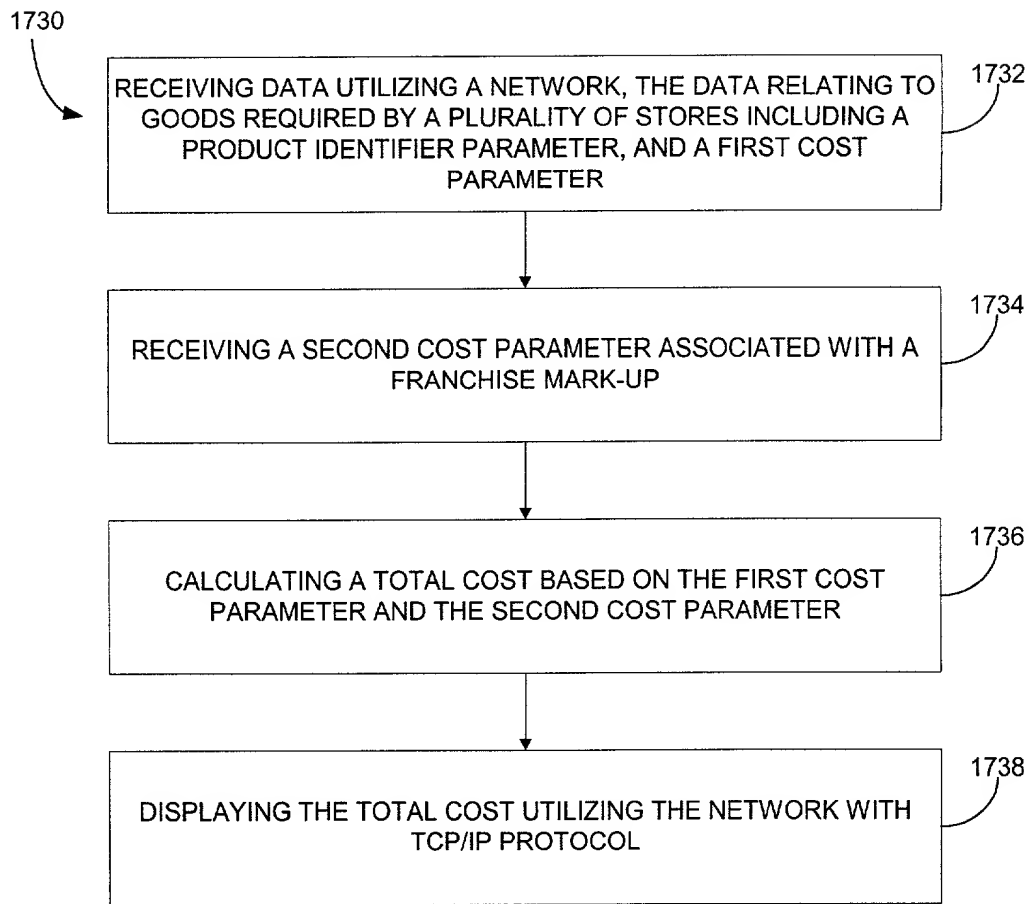 1730
RECEIVING DATA UTILIZING A NETWORK, THE DATA RELATING TO
GOODS REQUIRED BY A PLURALITY OF STORES INCLUDING A
PRODUCT IDENTIFIER PARAMETER, AND A FIRST COST
PARAMETER
1732
RECEIVING A SECOND COST PARAMETER ASSOCIATED WITH A
FRANCHISE MARK-UP
1734
CALCULATING A TOTAL COST BASED ON THE FIRST COST
PARAMETER AND THE SECOND COST PARAMETER
1736
DISPLAYING THE TOTAL COST UTILIZING THE NETWORK WITH
TCP/IP PROTOCOL
1738